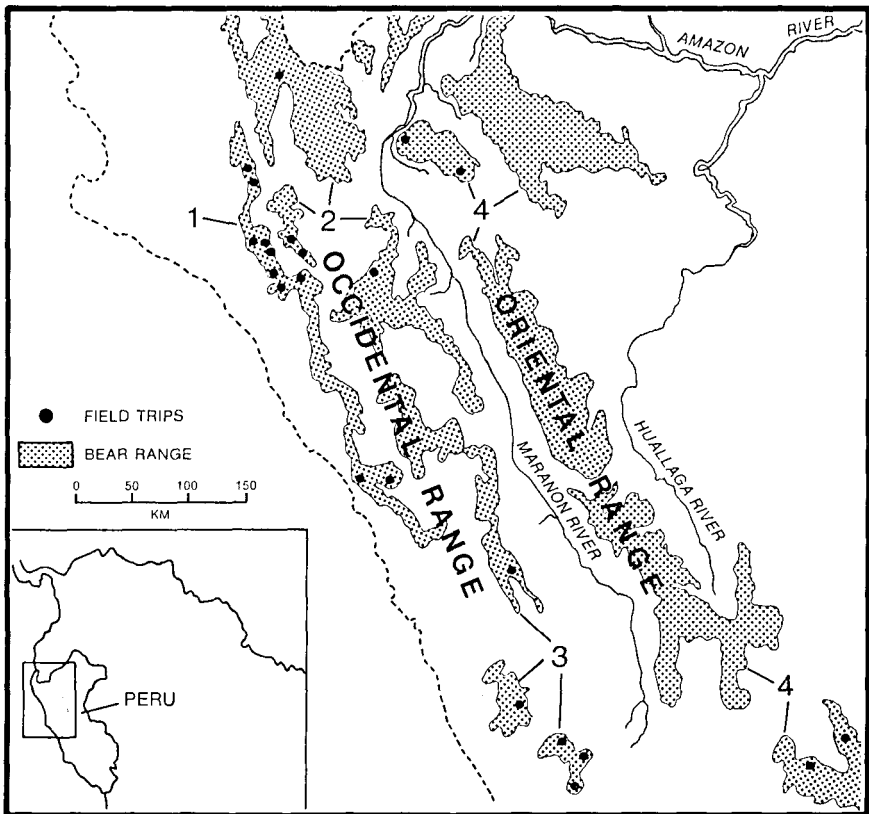 AMAZON RIVER
1
2
4
OCCIDENTAL RANGE
ORIENTAL RANGE
MARANON RIVER
HUALLAGA RIVER
FIELD TRIPS
BEAR RANGE
0 50 100 150
KM
3
4
PERU